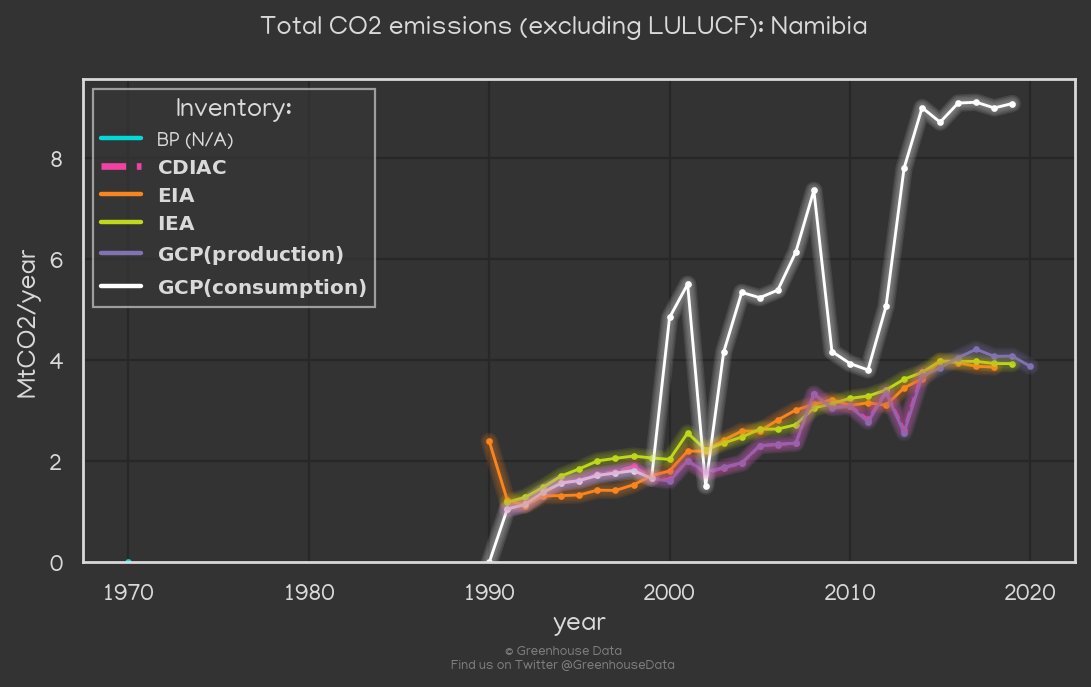 Total CO2 emissions (excluding LULUCF): Namibia
Inventory:
BP (N/A)
CDIAC
EIA
IEA
GCP(production)
GCP(consumption)
MtCO2/year
8
6
4
2
0
1970 1980 1990 2000 2010 2020
year
© Greenhouse Data
Find us on Twitter @GreenhouseData